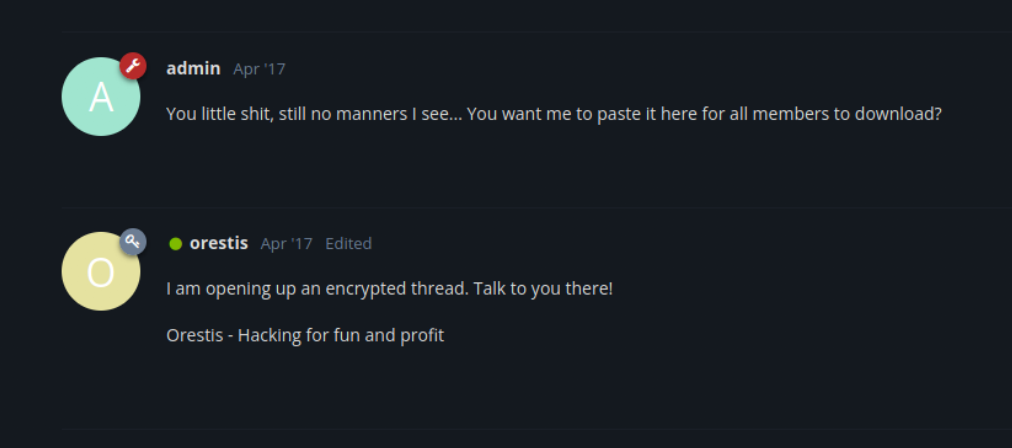 A
admin Apr '17
You little shit, still no manners I see... You want me to paste it here for all members to download?
O
orestis Apr '17 Edited
I am opening up an encrypted thread. Talk to you there!
Orestis - Hacking for fun and profit